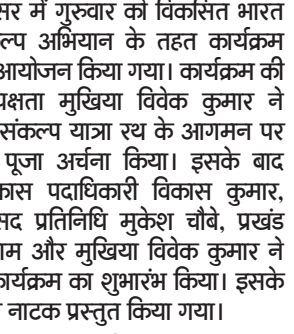 सर में गुरुवार को विकसित भारत
ल्प अभियान के तहत कार्यक्रम
आयोजन किया गया। कार्यक्रम की
यक्षता मुखिया विवेक कुमार ने
संकल्प यात्रा रथ के आगमन पर
पूजा अर्चना किया। इसके बाद
कास पदाधिकारी विकास कुमार,
सद प्रतिनिधि मुकेश चौबे, प्रखंड
ाम और मुखिया विवेक कुमार ने
कार्यक्रम का शुभारंभ किया। इसके
नाटक प्रस्तुत किया गया।